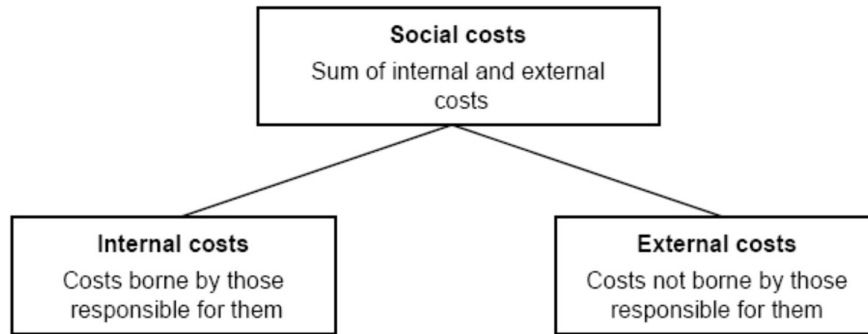 Social costs
Sum of internal and external
costs
Internal costs
Costs borne by those
responsible for them
External costs
Costs not borne by those
responsible for them